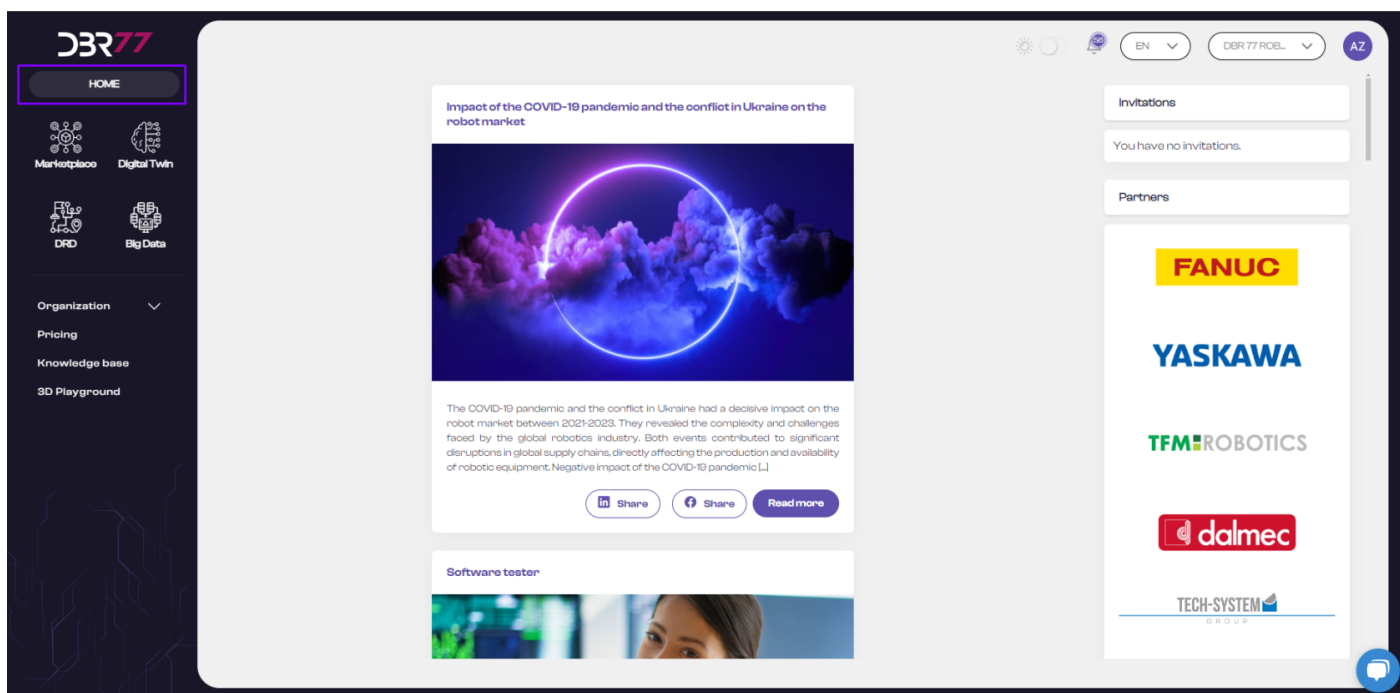 DBR77
HOME
Marketplace
Digital Twin
DRD
Big Data
Organization
Pricing
Knowledge base
3D Playground
56
EN
DBR 77 ROB...
AZ
Impact of the COVID-19 pandemic and the conflict in Ukraine on the
robot market
The COVID-19 pandemic and the conflict in Ukraine had a decisive impact on the
robot market between 2021-2023. They revealed the complexity and challenges
faced by the global robotics industry. Both events contributed to significant
disruptions in global supply chains, directly affecting the production and availability
of robotic equipment. Negative impact of the COVID-19 pandemic [...]
in Share
Share
Read more
Software tester
Invitations
You have no invitations.
Partners
FANUC
YASKAWA
TFM ROBOTICS
d dalmec
TECH-SYSTEM
GROUP